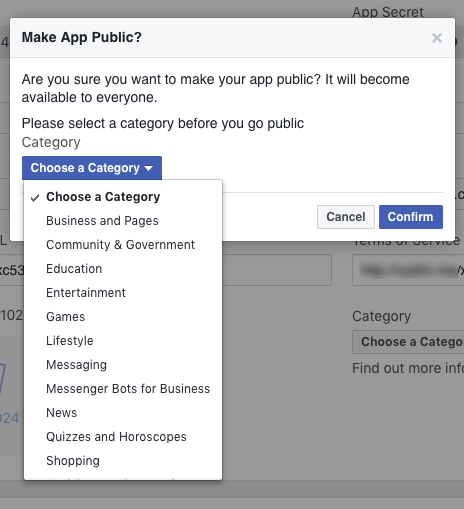 App Secret
Make App Public?
Are you sure you want to make your app public? It will become
available to everyone.
Please select a category before you go public
Category
Choose a Category
Choose a Category
Business and Pages
Community & Government
Education
Entertainment
Games
Lifestyle
Messaging
Messenger Bots for Business
News
Quizzes and Horoscopes
Shopping
Cancel
Confirm
Terms of Service
xc53
102
024
Category
Choose a Catego
Find out more info